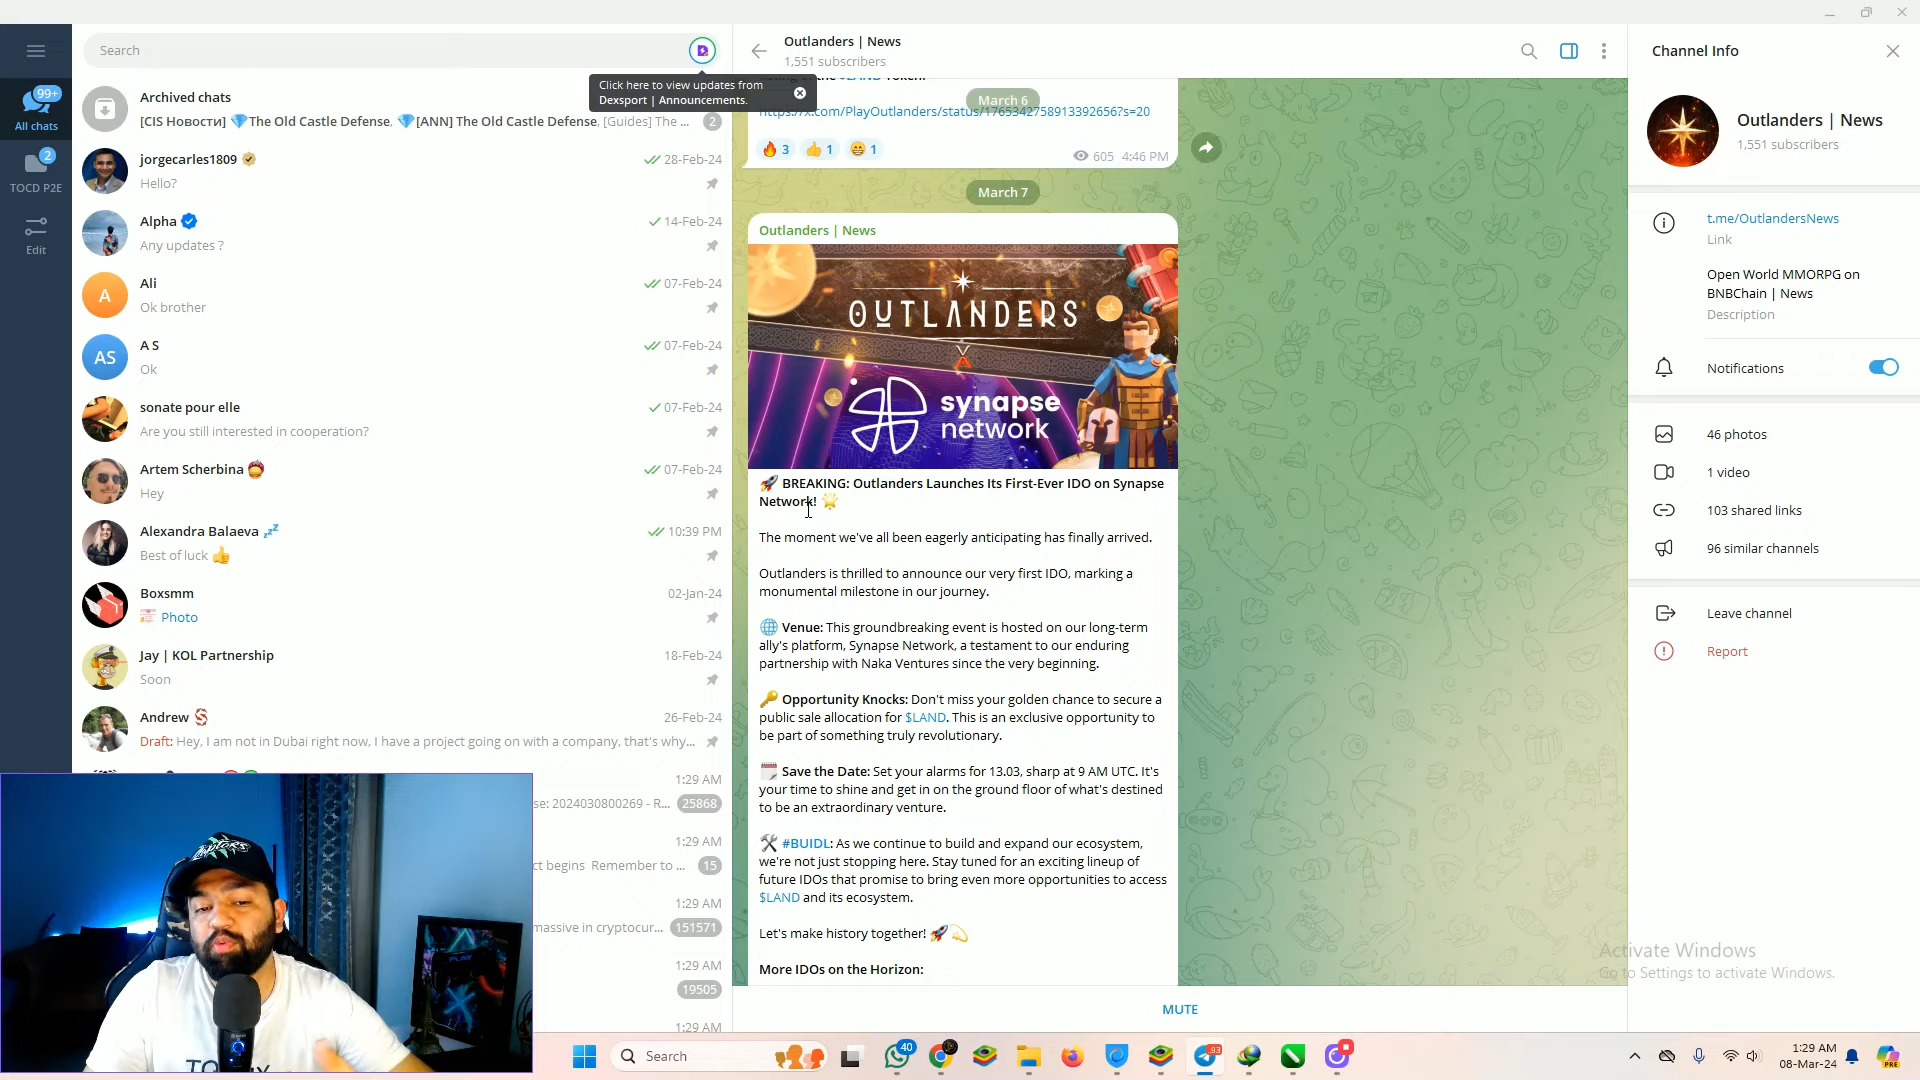 Search
Click here to view updates from
Dexsport | Announcements.
99+
All chats
2
TOCD P2E
Edit
Archived chats
[CIS Новости] 💎The Old Castle Defense, 💎[ANN] The Old Castle Defense, [Guides] The ...
2
jorgecarles1809
28-Feb-24
Hello?
Alpha
14-Feb-24
Any updates ?
Ali
07-Feb-24
A
Ok brother
A S
07-Feb-24
AS
Ok
sonate pour elle
07-Feb-24
Are you still interested in cooperation?
Artem Scherbina
07-Feb-24
Hey
Alexandra Balaeva 💤
10:39 PM
Best of luck 👍
Boxsmm
02-Jan-24
Photo
Jay | KOL Partnership
18-Feb-24
Soon
Andrew
26-Feb-24
Draft: Hey, I am not in Dubai right now, I have a project going on with a company, that's why...
1:29 AM
se: 2024030800269 - R...
25868
1:29 AM
ct begins Remember to ...
15
1:29 AM
massive in cryptocur...
151571
1:29 AM
19505
1:29 AM
Outlanders | News
1,551 subscribers
March 6
https://x.com/PlayOutlanders/status/1765342758913392656?s=20
🔥 3
👍 1
😁 1
605 4:46 PM
March 7
Outlanders | News
OUTLANDERS
synapse
network
🚀 BREAKING: Outlanders Launches Its First-Ever IDO on Synapse
Network! 🌟
The moment we've all been eagerly anticipating has finally arrived.
Outlanders is thrilled to announce our very first IDO, marking a
monumental milestone in our journey.
🌐 Venue: This groundbreaking event is hosted on our long-term
ally's platform, Synapse Network, a testament to our enduring
partnership with Naka Ventures since the very beginning.
🔑 Opportunity Knocks: Don't miss your golden chance to secure a
public sale allocation for $LAND. This is an exclusive opportunity to
be part of something truly revolutionary.
🗓 Save the Date: Set your alarms for 13.03, sharp at 9 AM UTC. It's
your time to shine and get in on the ground floor of what's destined
to be an extraordinary venture.
🛠 #BUIDL: As we continue to build and expand our ecosystem,
we're not just stopping here. Stay tuned for an exciting lineup of
future IDOs that promise to bring even more opportunities to access
$LAND and its ecosystem.
Let's make history together! 🚀💫
More IDOs on the Horizon:
MUTE
Channel Info
Outlanders | News
1,551 subscribers
t.me/OutlandersNews
Link
Open World MMORPG on
BNBChain | News
Description
Notifications
46 photos
1 video
103 shared links
96 similar channels
Leave channel
Report
Activate Windows
Go to Settings to activate Windows.
Search
40
93
1:29 AM
08-Mar-24
PRE